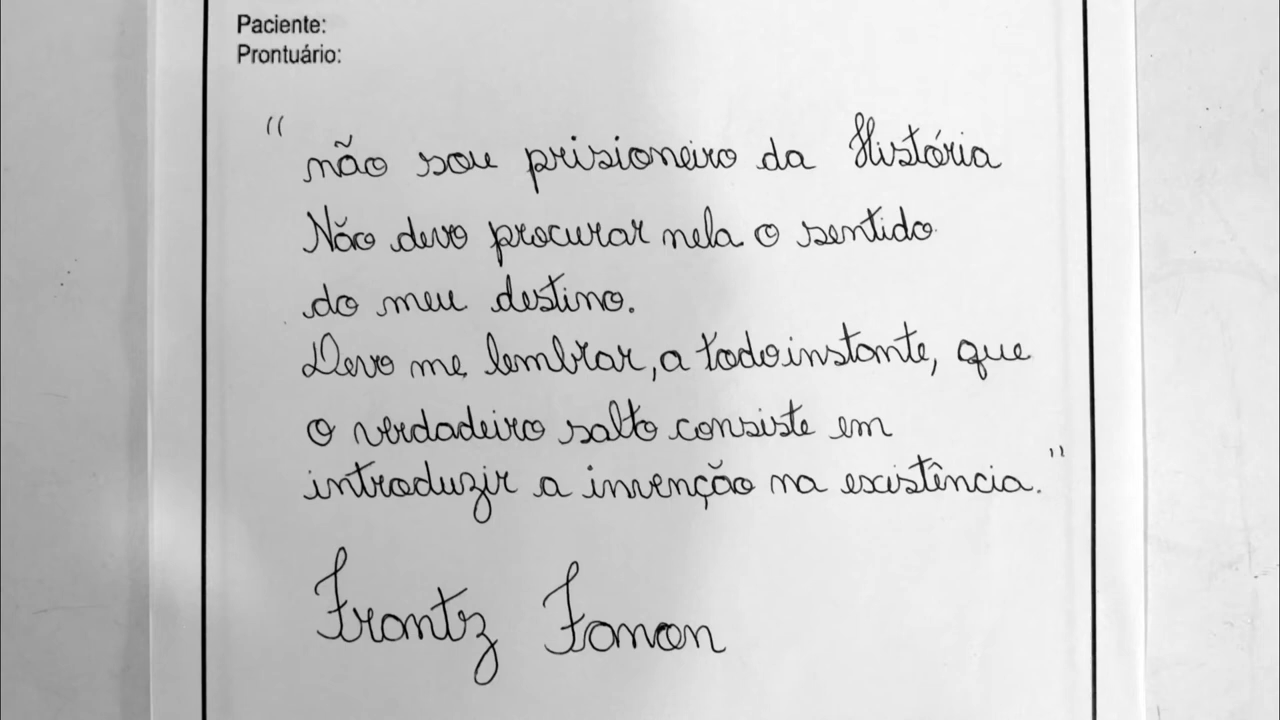 Paciente:
Prontuário:
"não sou prisioneiro da História
Não devo procurar nela o sentido
do meu destino.
Devo me lembrar, a todo instante, que
o verdadeiro salto consiste em
introduzir a invenção na existência."
Frantz Fanon